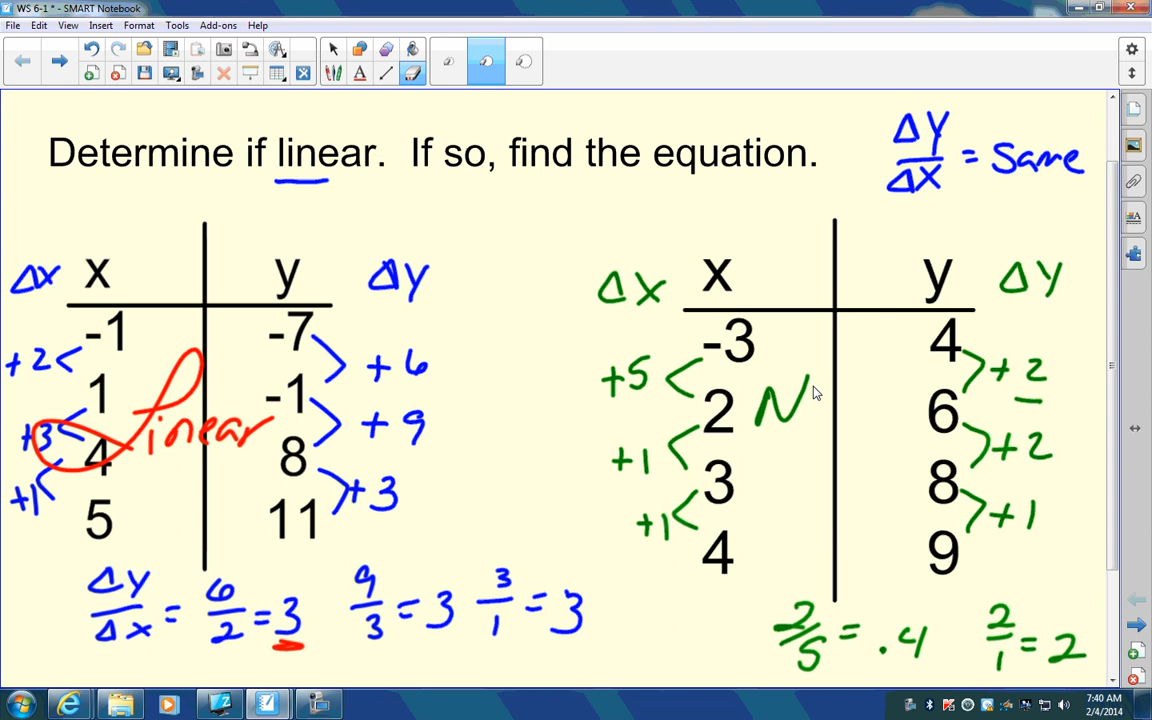 WS 6-1 * - SMART Notebook
File Edit View Insert Format Tools Add-ons Help
Determine if linear. If so, find the equation.
ΔY/ΔX = Same
Δx x y ΔY
-1 -7
+2 +6
1 -1
+3 +9
4 8
+1 +3
5 11
linear
ΔY/Δx = 6/2 = 3 9/3 = 3 3/1 = 3
ΔX x y ΔY
-3 4
+5 +2
2 N 6
+1 +2
3 8
+1 +1
4 9
2/5 = .4 2/1 = 2
7:40 AM
2/4/2014